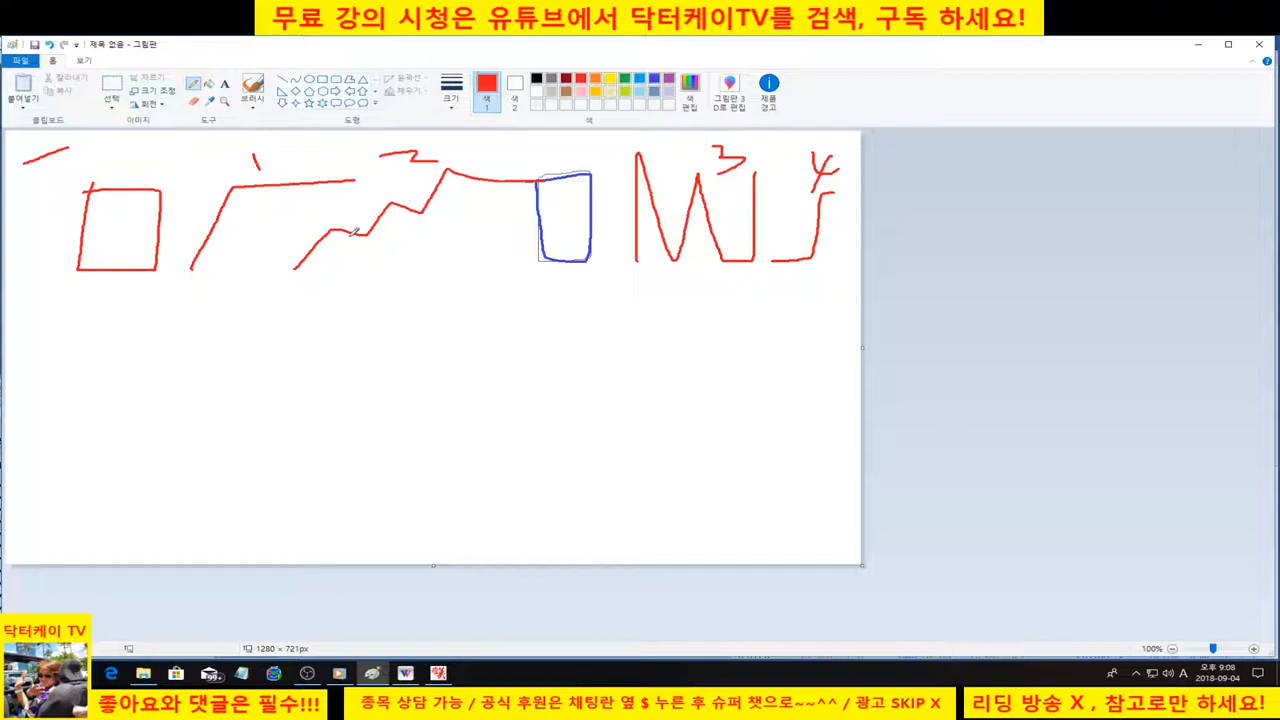 무료 강의 시청은 유튜브에서 닥터케이TV를 검색, 구독 하세요!
제목 없음 - 그림판
파일
홈
보기
붙여넣기
잘라내기
복사
클립보드
선택
자르기
크기 조정
회전
이미지
A
도구
브러시
윤곽선
채우기
도형
크기
색 1
색 2
색 편집
색
그림판 3D로 편집
제품 경고
1
2
3
4
1280 × 721px
100%
닥터케이 TV
99+
A
오후 9:08
2018-09-04
좋아요와 댓글은 필수!!!
종목 상담 가능 / 공식 후원은 채팅란 옆 $ 누른 후 슈퍼 챗으로~~^^ / 광고 SKIP X
리딩 방송 X , 참고로만 하세요!